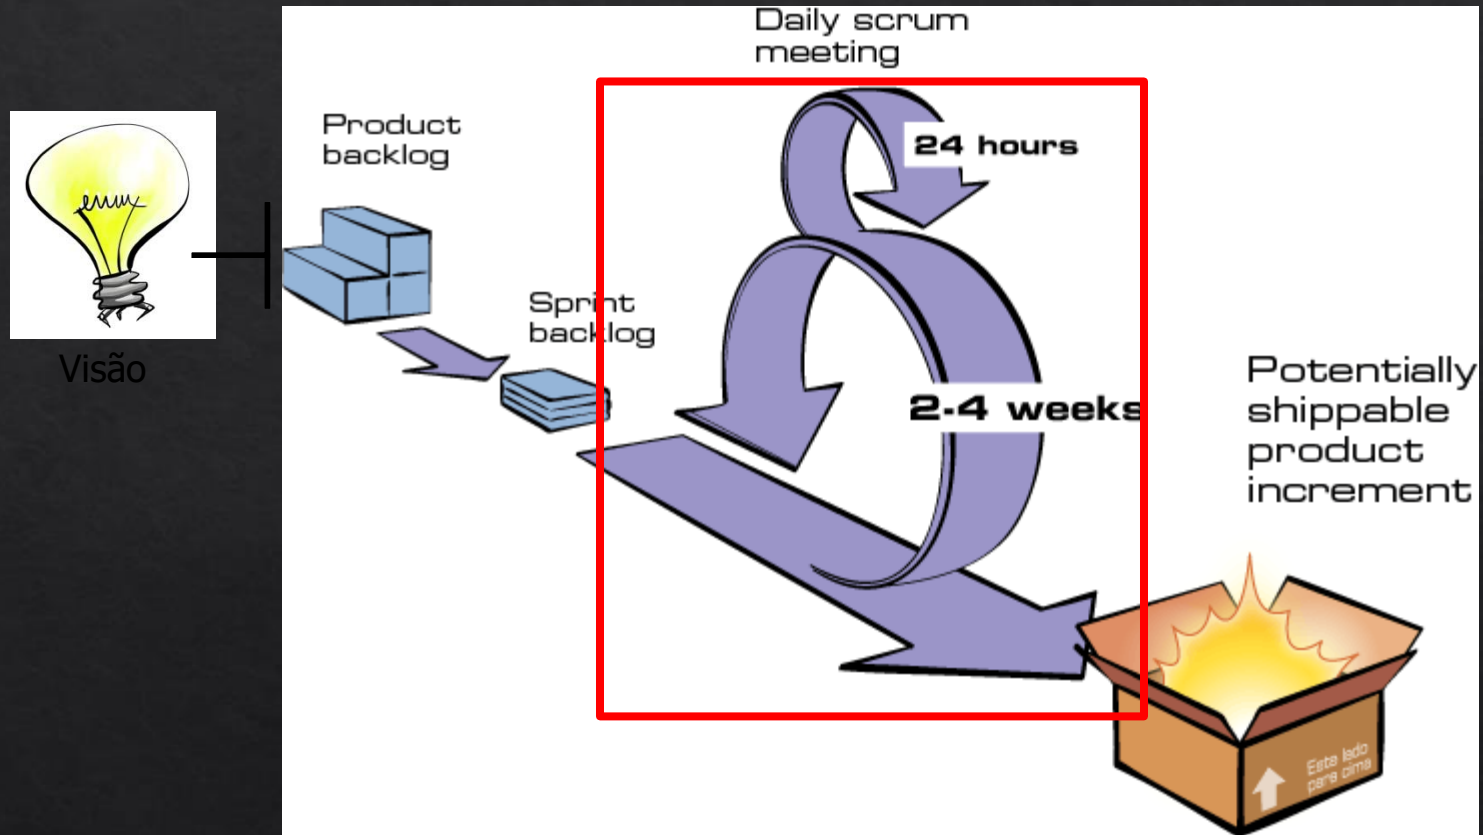 Daily scrum
meeting
Product
backlog
24 hours
Sprint
backlog
Visão
2-4 weeks
Potentially
shippable
product
increment
Este lado
para cima